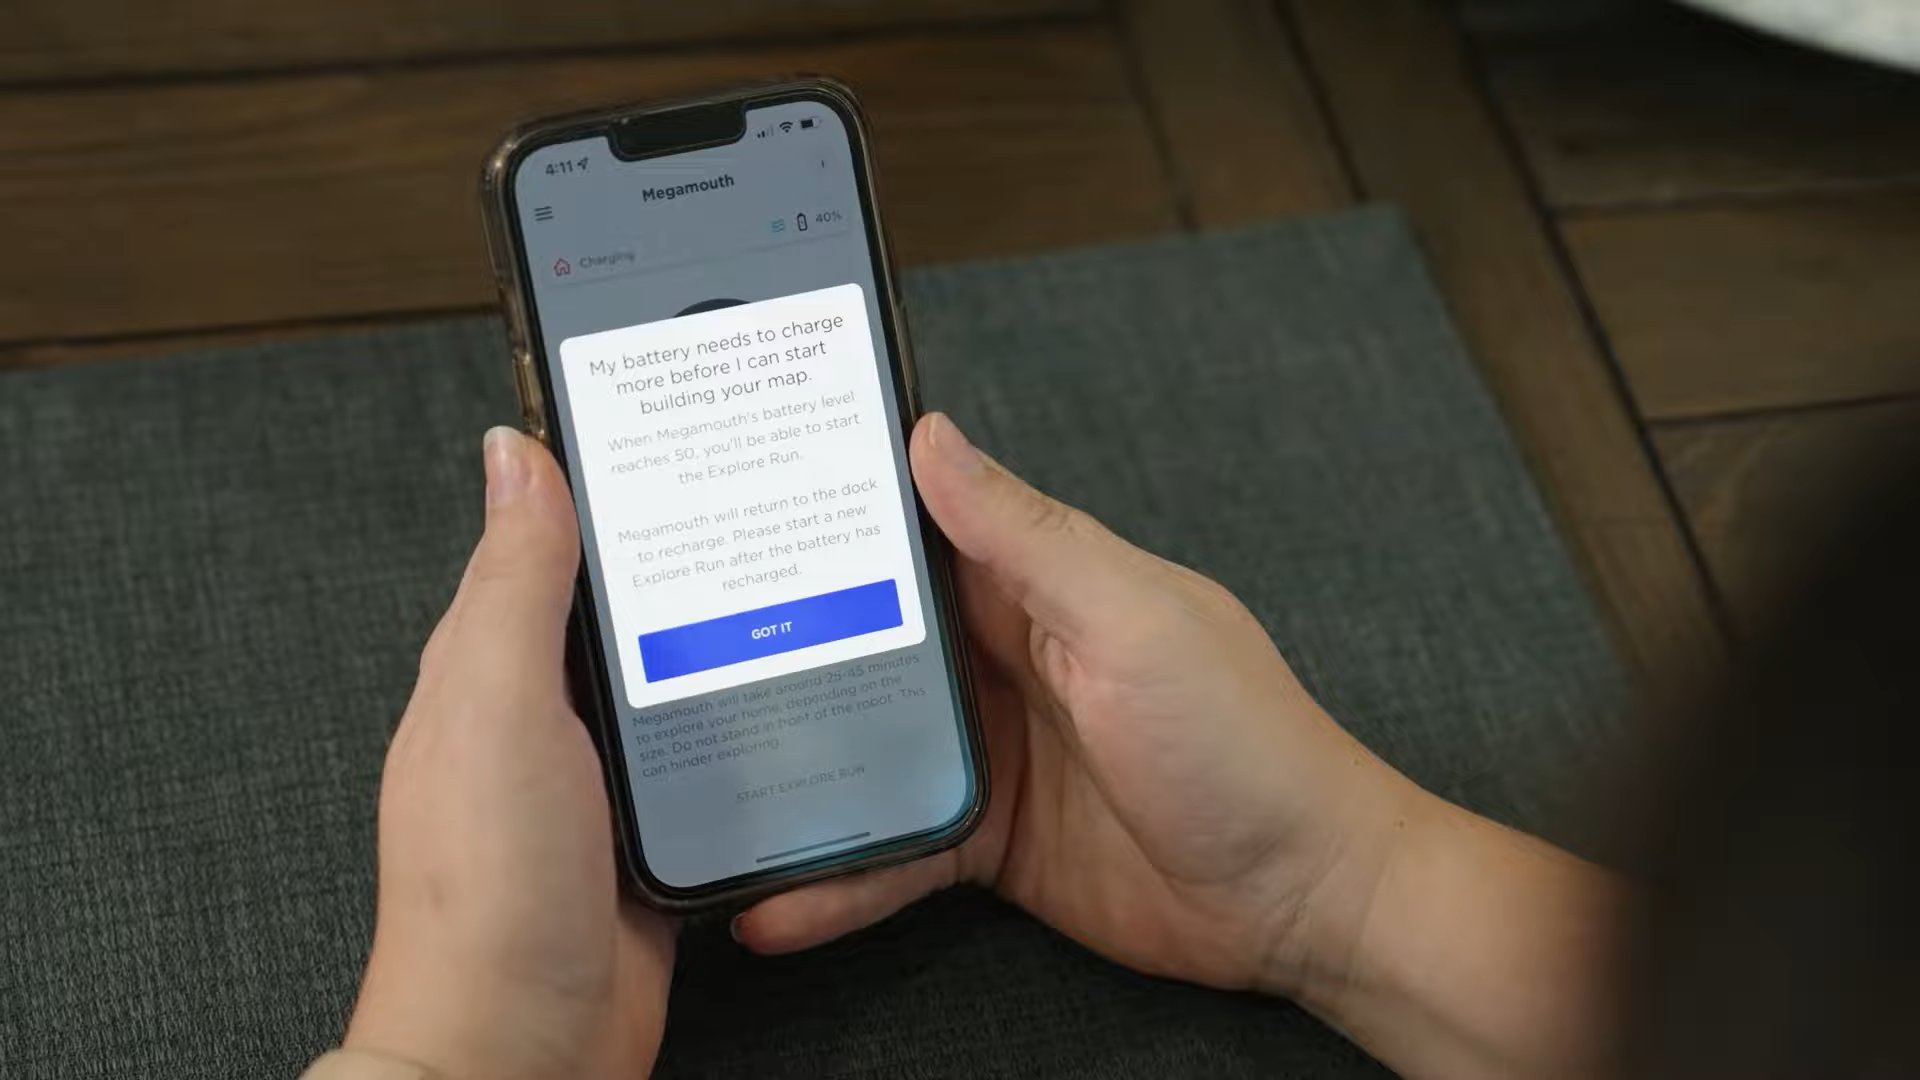 4:11
Megamouth
40%
Charging
My battery needs to charge
more before I can start
building your map.
When Megamouth's battery level
reaches 50, you'll be able to start
the Explore Run.
Megamouth will return to the dock
to recharge. Please start a new
Explore Run after the battery has
recharged.
GOT IT
Megamouth will take around 25-45 minutes
to explore your home, depending on the
size. Do not stand in front of the robot. This
can hinder exploring.
START EXPLORE RUN